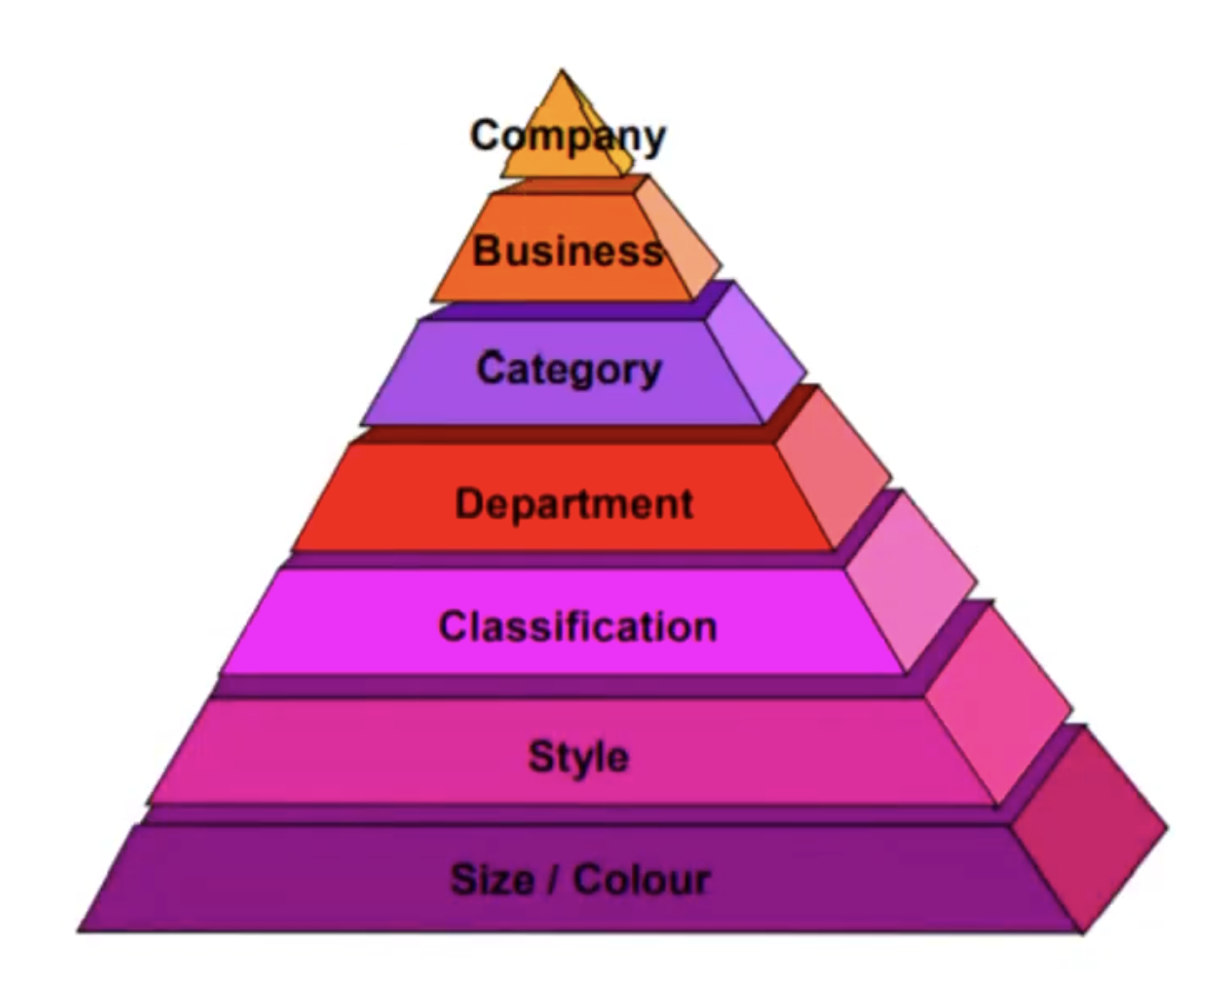 Company
Business
Category
Department
Classification
Style
Size / Colour